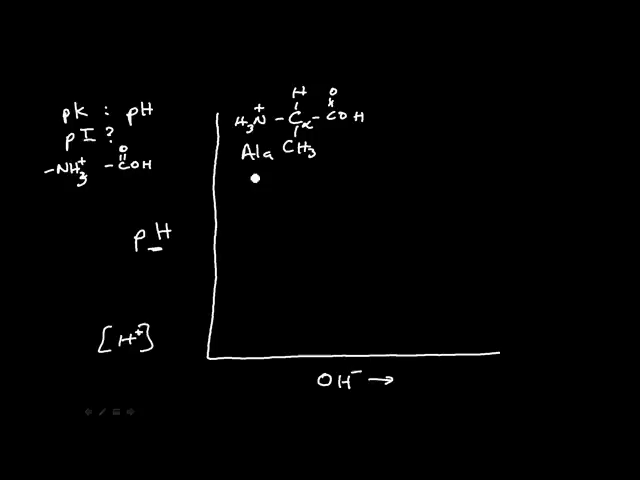 pK : pH
pI ?
O
-NH3+ -COH
H O
H3N+ - Cα - COH
Ala CH3
pH
[H+]
OH- →